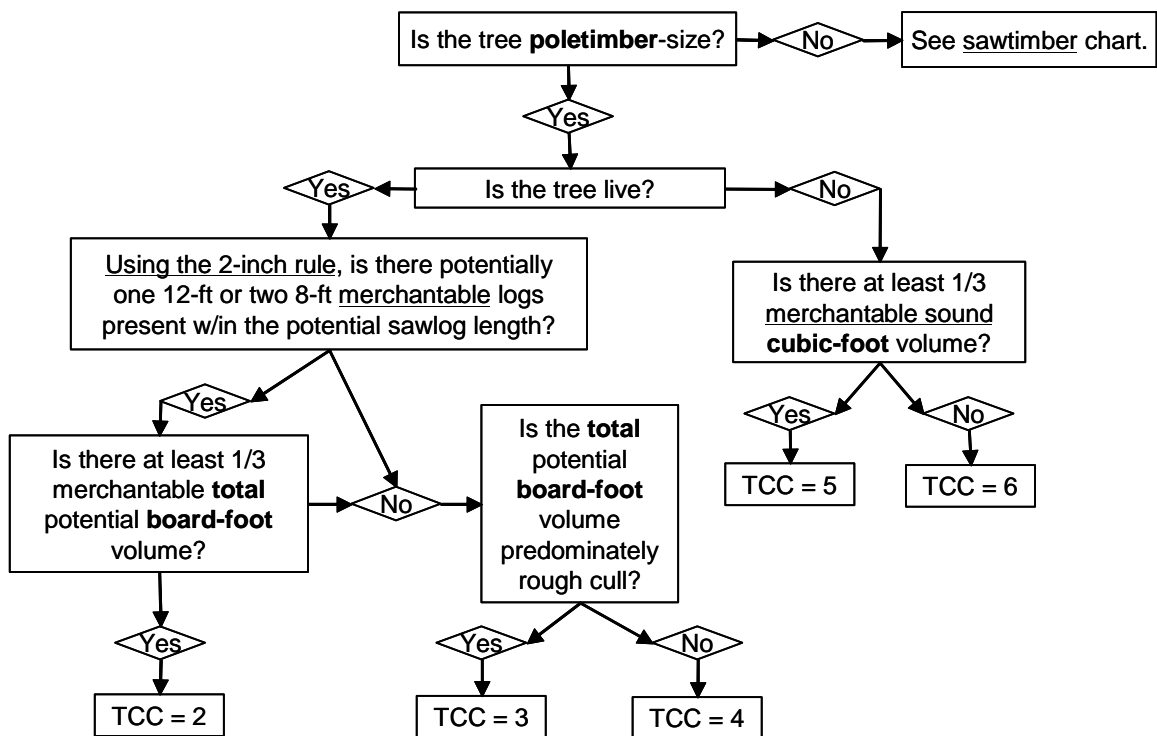 Is the tree poletimber-size?
No
See sawtimber chart.
Yes
Is the tree live?
Yes
No
Using the 2-inch rule, is there potentially
one 12-ft or two 8-ft merchantable logs
present w/in the potential sawlog length?
Is there at least 1/3
merchantable sound
cubic-foot volume?
Yes
No
TCC = 5
TCC = 6
Yes
Is there at least 1/3
merchantable total
potential board-foot
volume?
No
Is the total
potential
board-foot
volume
predominately
rough cull?
Yes
TCC = 2
Yes
No
TCC = 3
TCC = 4